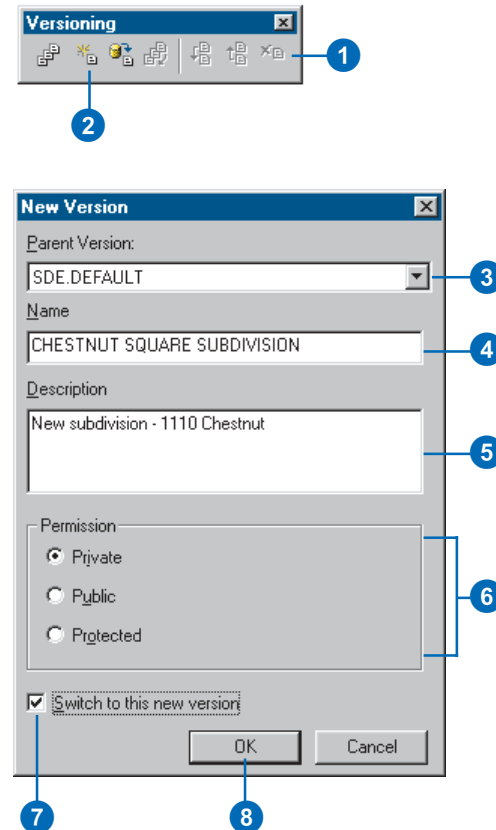 Versioning
1
2
New Version
Parent Version:
SDE.DEFAULT
3
Name
CHESTNUT SQUARE SUBDIVISION
4
Description
New subdivision - 1110 Chestnut
5
Permission
Private
Public
6
Protected
Switch to this new version
OK Cancel
7 8